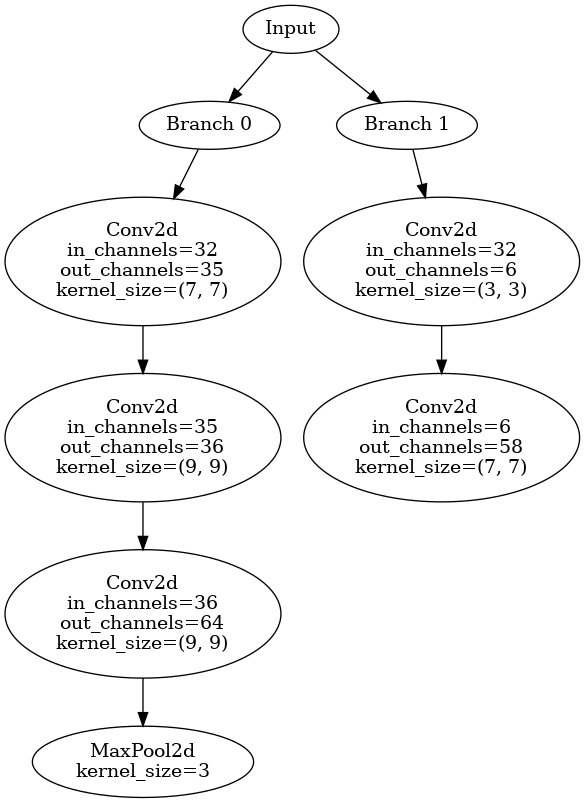 Input
Branch 0
Branch 1
Conv2d
in_channels=32
out_channels=35
kernel_size=(7, 7)
Conv2d
in_channels=32
out_channels=6
kernel_size=(3, 3)
Conv2d
in_channels=35
out_channels=36
kernel_size=(9, 9)
Conv2d
in_channels=6
out_channels=58
kernel_size=(7, 7)
Conv2d
in_channels=36
out_channels=64
kernel_size=(9, 9)
MaxPool2d
kernel_size=3